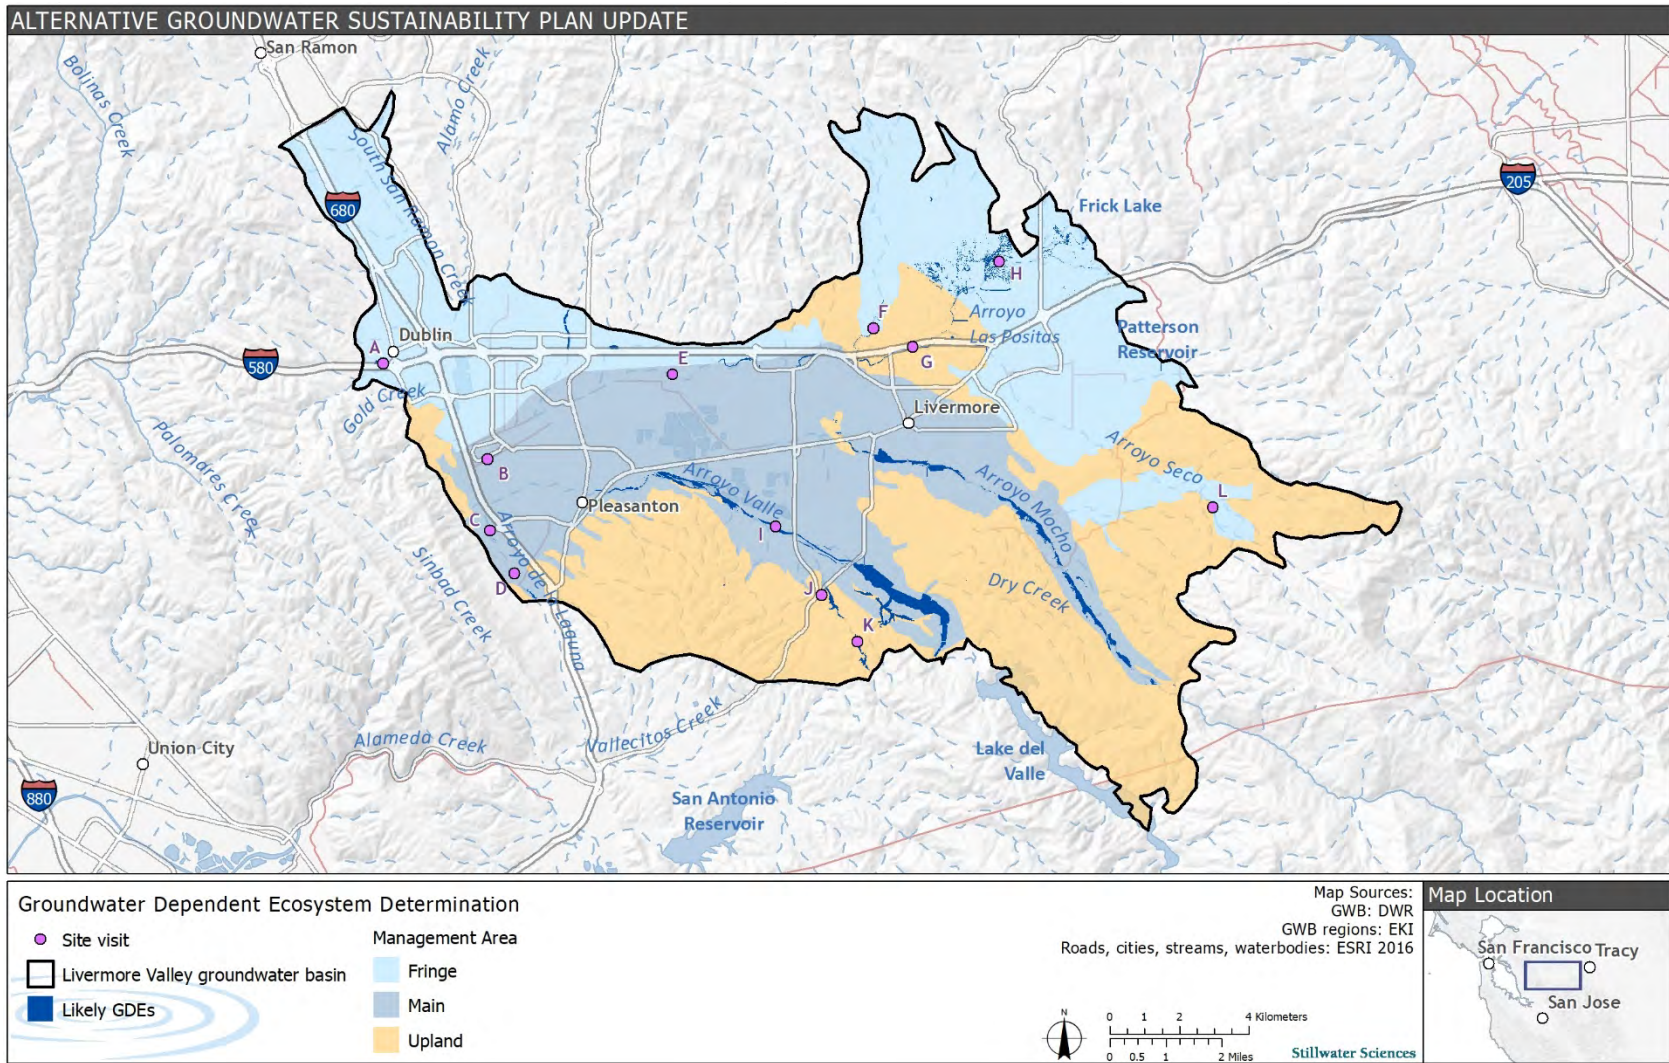 ALTERNATIVE GROUNDWATER SUSTAINABILITY PLAN UPDATE
San Ramon
Bolinas Creek
Alamo Creek
South San Ramon Creek
680
205
Frick Lake
H
F
Arroyo
Las Positas
Patterson
Reservoir
Dublin
A
E
G
580
Gold Creek
Livermore
Palomares Creek
B
Arroyo Seco
Arroyo Valle
Arroyo Mocho
L
Pleasanton
C
I
Arroyo de la Laguna
Sinbad Creek
D
J
Dry Creek
K
Union City
Alameda Creek
Vallecitos Creek
Lake del
Valle
880
San Antonio
Reservoir
Groundwater Dependent Ecosystem Determination
Site visit
Livermore Valley groundwater basin
Likely GDEs
Management Area
Fringe
Main
Upland
Map Sources:
GWB: DWR
GWB regions: EKI
Roads, cities, streams, waterbodies: ESRI 2016
N
0 1 2 4 Kilometers
0 0.5 1 2 Miles
Stillwater Sciences
Map Location
San Francisco
Tracy
San Jose